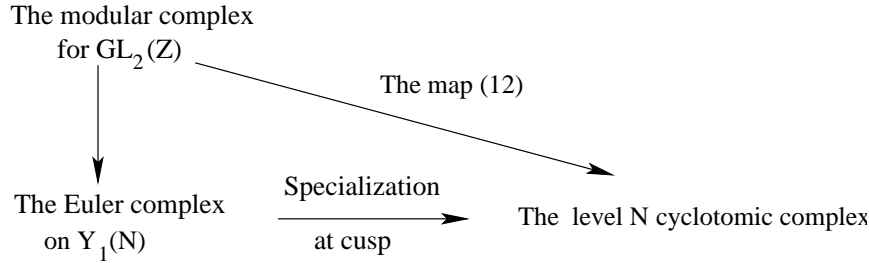 The modular complex
for GL₂(Z)
The map (12)
Specialization
at cusp
The Euler complex
on Y₁(N)
The level N cyclotomic complex